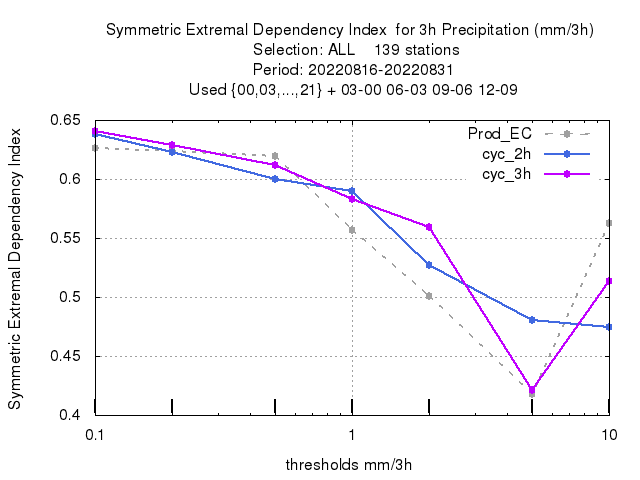 Symmetric Extremal Dependency Index for 3h Precipitation (mm/3h)
Selection: ALL 139 stations
Period: 20220816-20220831
Used {00,03,...,21} + 03-00 06-03 09-06 12-09
Symmetric Extremal Dependency Index
0.65
0.6
0.55
0.5
0.45
0.4
Prod_EC
cyc_2h
cyc_3h
0.1 1 10
thresholds mm/3h